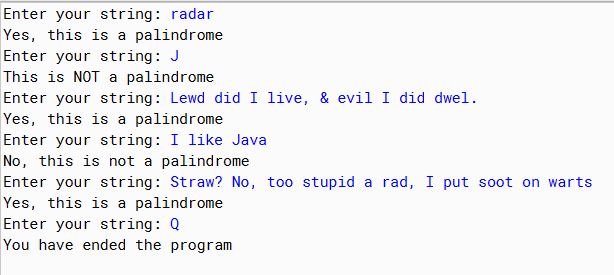 Enter your string: radar
Yes, this is a palindrome
Enter your string: J
This is NOT a palindrome
Enter your string: Lewd did I live, & evil I did dwel.
Yes, this is a palindrome
Enter your string: I like Java
No, this is not a palindrome
Enter your string: Straw? No, too stupid a rad, I put soot on warts
Yes, this is a palindrome
Enter your string: Q
You have ended the program